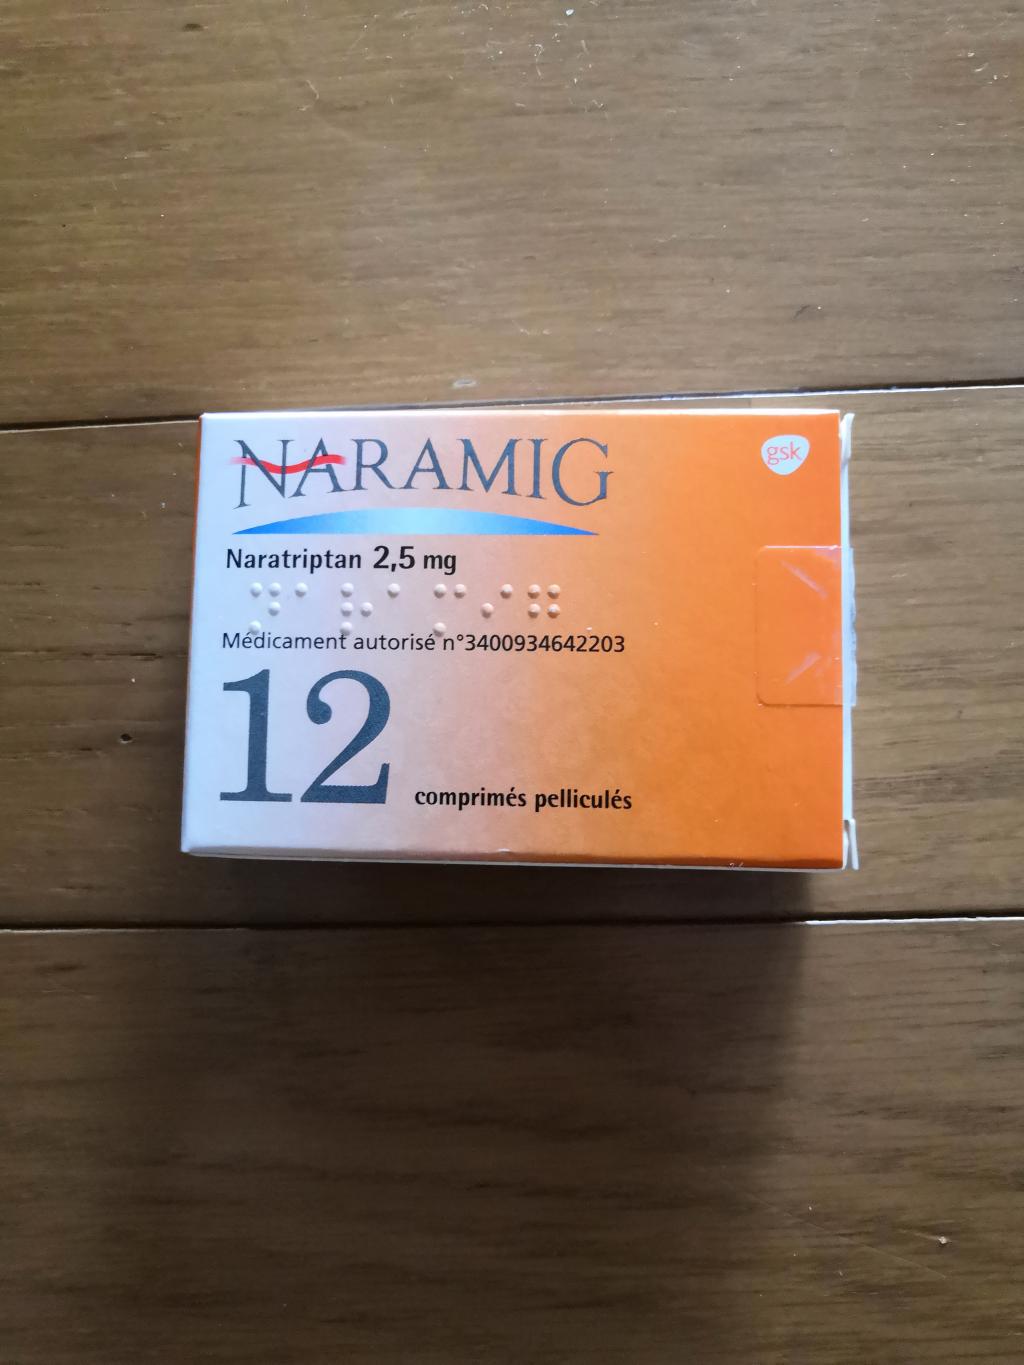 NARAMIG
gsk
Naratriptan 2,5 mg
⠝⠁⠗⠁⠍⠊⠛
Médicament autorisé n°3400934642203
12
comprimés pelliculés